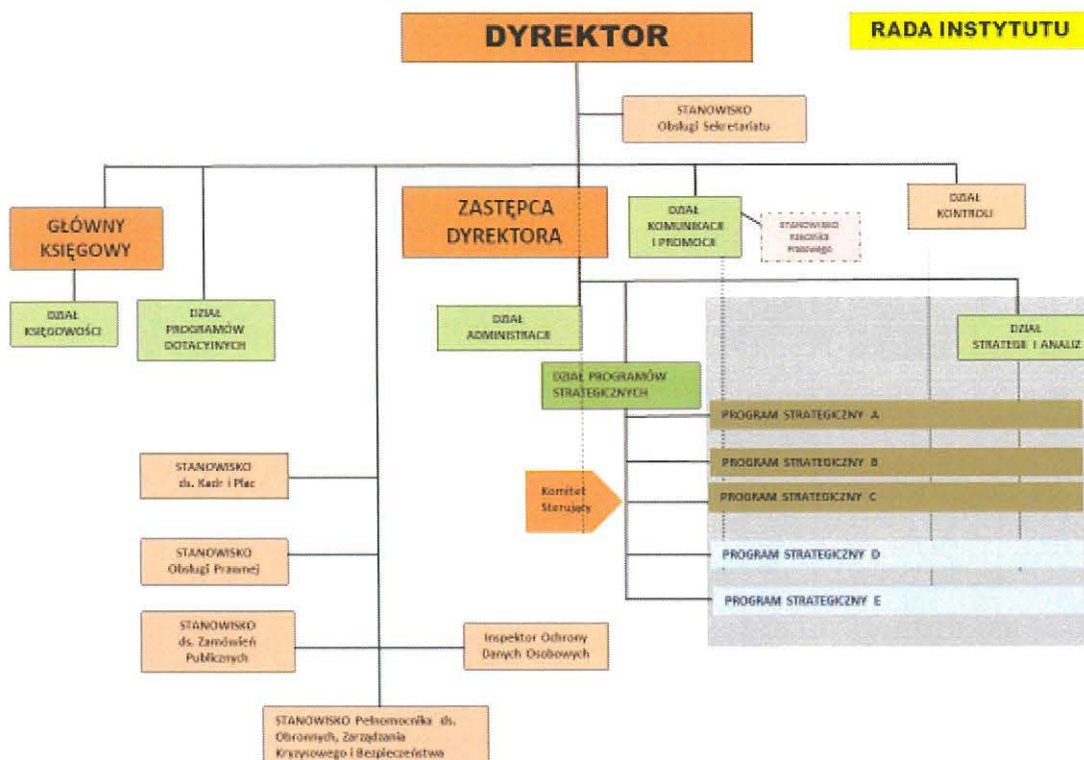 DYREKTOR
RADA INSTYTUTU
STANOWISKO
Obsługi Sekretariatu
GŁÓWNY
KSIĘGOWY
ZASTĘPCA
DYREKTORA
DZIAŁ
KOMUNIKACJI
I PROMOCJI
STANOWISKO
Rzecznika
Prasowego
DZIAŁ
KONTROLI
DZIAŁ
KSIĘGOWOŚCI
DZIAŁ
PROGRAMÓW
DOTACYJNYCH
DZIAŁ
ADMINISTRACJI
DZIAŁ
STRATEGII I ANALIZ
DZIAŁ PROGRAMÓW
STRATEGICZNYCH
PROGRAM STRATEGICZNY A
PROGRAM STRATEGICZNY B
PROGRAM STRATEGICZNY C
PROGRAM STRATEGICZNY D
PROGRAM STRATEGICZNY E
Komitet
Sterujący
STANOWISKO
ds. Kadr i Płac
STANOWISKO
Obsługi Prawnej
STANOWISKO
ds. Zamówień
Publicznych
Inspektor Ochrony
Danych Osobowych
STANOWISKO Pełnomocnika ds.
Obronnych, Zarządzania
Kryzysowego i Bezpieczeństwa